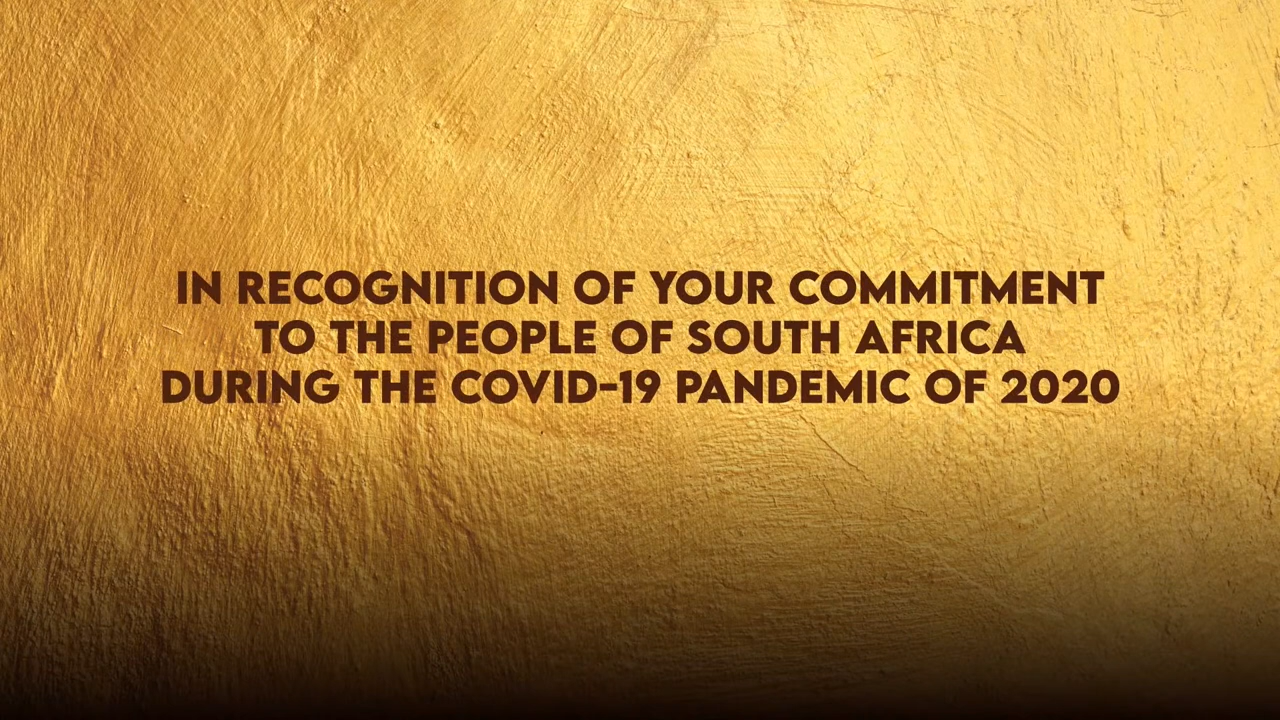 IN RECOGNITION OF YOUR COMMITMENT
TO THE PEOPLE OF SOUTH AFRICA
DURING THE COVID-19 PANDEMIC OF 2020